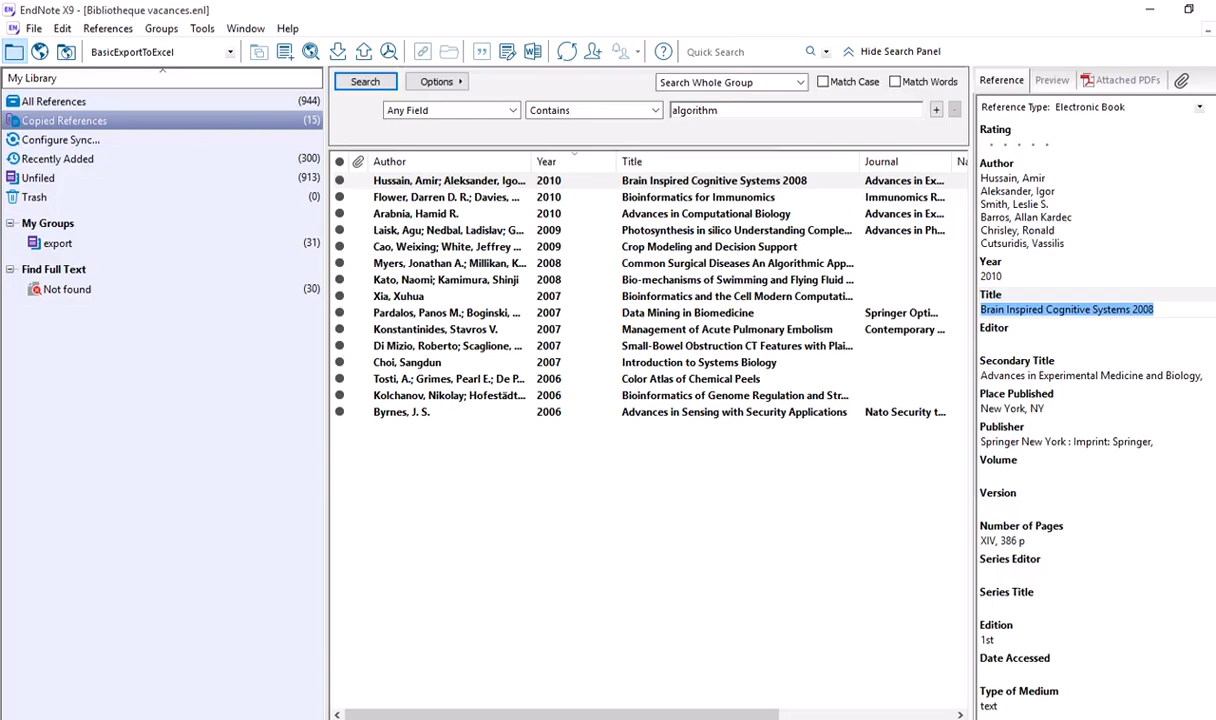 EndNote X9 - [Bibliotheque vacances.enl]
File Edit References Groups Tools Window Help
BasicExportToExcel Quick Search Hide Search Panel
My Library
All References (944)
Copied References (15)
Configure Sync...
Recently Added (300)
Unfiled (913)
Trash (0)
My Groups
export (31)
Find Full Text
Not found (30)
Search Options Search Whole Group Match Case Match Words
Any Field Contains algorithm + -
Author Year Title Journal Na
Hussain, Amir; Aleksander, Igo... 2010 Brain Inspired Cognitive Systems 2008 Advances in Ex...
Flower, Darren D. R.; Davies, ... 2010 Bioinformatics for Immunomics Immunomics R...
Arabnia, Hamid R. 2010 Advances in Computational Biology Advances in Ex...
Laisk, Agu; Nedbal, Ladislav; G... 2009 Photosynthesis in silico Understanding Comple... Advances in Ph...
Cao, Weixing; White, Jeffrey ... 2009 Crop Modeling and Decision Support
Myers, Jonathan A.; Millikan, K... 2008 Common Surgical Diseases An Algorithmic App...
Kato, Naomi; Kamimura, Shinji 2008 Bio-mechanisms of Swimming and Flying Fluid ...
Xia, Xuhua 2007 Bioinformatics and the Cell Modern Computati...
Pardalos, Panos M.; Boginski, ... 2007 Data Mining in Biomedicine Springer Opti...
Konstantinides, Stavros V. 2007 Management of Acute Pulmonary Embolism Contemporary ...
Di Mizio, Roberto; Scaglione, ... 2007 Small-Bowel Obstruction CT Features with Plai...
Choi, Sangdun 2007 Introduction to Systems Biology
Tosti, A.; Grimes, Pearl E.; De P... 2006 Color Atlas of Chemical Peels
Kolchanov, Nikolay; Hofestädt... 2006 Bioinformatics of Genome Regulation and Str...
Byrnes, J. S. 2006 Advances in Sensing with Security Applications Nato Security t...
Reference Preview Attached PDFs
Reference Type: Electronic Book
Rating
Author
Hussain, Amir
Aleksander, Igor
Smith, Leslie S.
Barros, Allan Kardec
Chrisley, Ronald
Cutsuridis, Vassilis
Year
2010
Title
Brain Inspired Cognitive Systems 2008
Editor
Secondary Title
Advances in Experimental Medicine and Biology,
Place Published
New York, NY
Publisher
Springer New York : Imprint: Springer,
Volume
Version
Number of Pages
XIV, 386 p
Series Editor
Series Title
Edition
1st
Date Accessed
Type of Medium
text